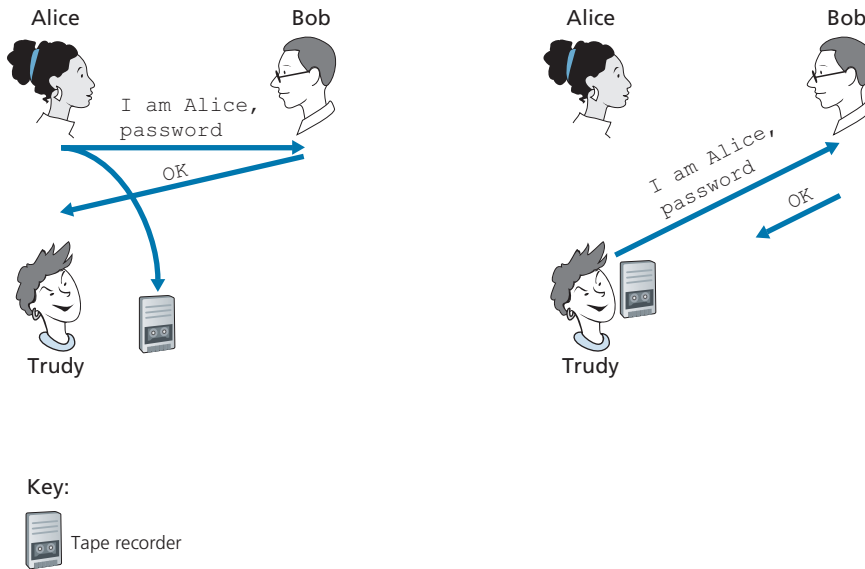 Alice
Bob
I am Alice,
password
OK
Trudy
Alice
Bob
I am Alice,
password
OK
Trudy
Key:
Tape recorder